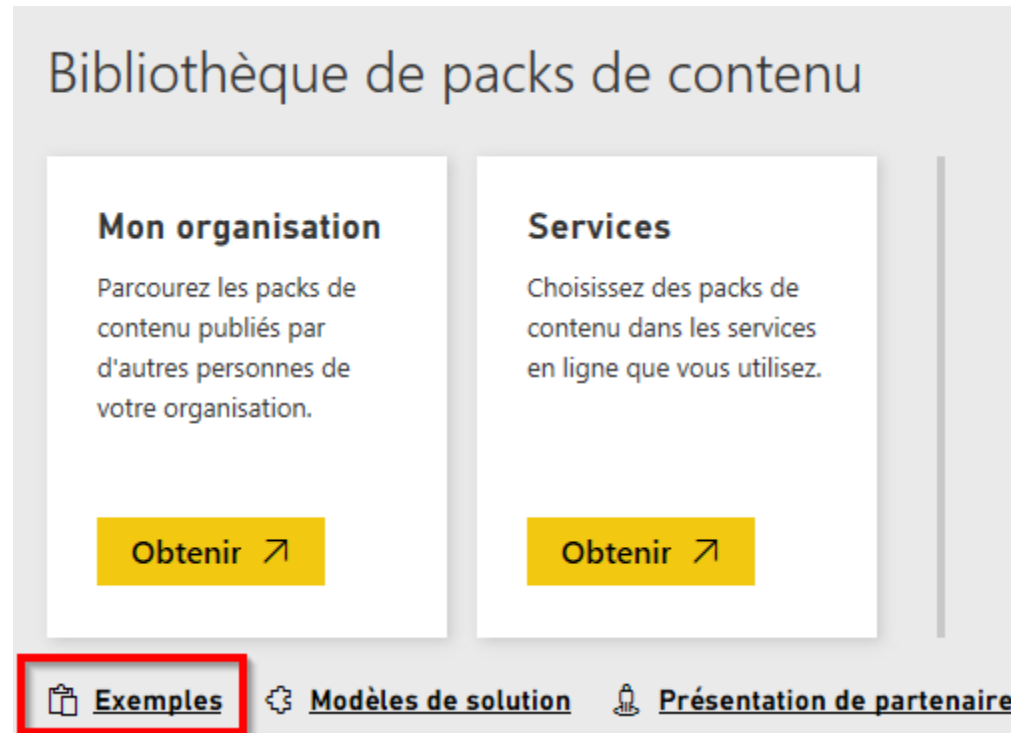 Bibliothèque de packs de contenu
Mon organisation
Parcourez les packs de
contenu publiés par
d'autres personnes de
votre organisation.
Obtenir
Services
Choisissez des packs de
contenu dans les services
en ligne que vous utilisez.
Obtenir
Exemples
Modèles de solution
Présentation de partenaire